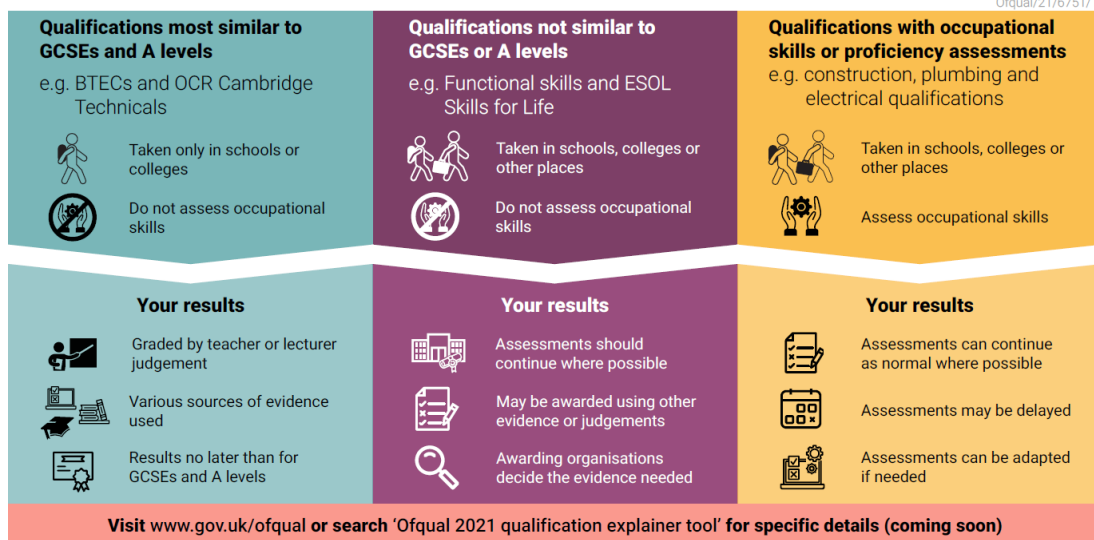 Ofqual/21/6751/
Qualifications most similar to
GCSEs and A levels
e.g. BTECs and OCR Cambridge
Technicals
Taken only in schools or
colleges
Do not assess occupational
skills
Your results
Graded by teacher or lecturer
judgement
Various sources of evidence
used
Results no later than for
GCSEs and A levels
Qualifications not similar to
GCSEs or A levels
e.g. Functional skills and ESOL
Skills for Life
Taken in schools, colleges or
other places
Do not assess occupational
skills
Your results
Assessments should
continue where possible
May be awarded using other
evidence or judgements
Awarding organisations
decide the evidence needed
Qualifications with occupational
skills or proficiency assessments
e.g. construction, plumbing and
electrical qualifications
Taken in schools, colleges or
other places
Assess occupational skills
Your results
Assessments can continue
as normal where possible
Assessments may be delayed
Assessments can be adapted
if needed
Visit www.gov.uk/ofqual or search ‘Ofqual 2021 qualification explainer tool’ for specific details (coming soon)